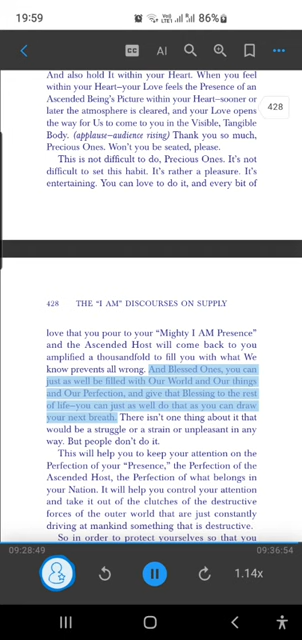 19:59
86%
CC
AI
And also hold It within your Heart. When you feel
within your Heart—your Love feels the Presence of an
Ascended Being's Picture within your Heart—sooner or
later the atmosphere is cleared, and your Love opens
the way for Us to come to you in the Visible, Tangible
Body. (applause—audience rising) Thank you so much,
Precious Ones. Won't you be seated, please.
428
This is not difficult to do, Precious Ones. It's not
difficult to set this habit. It's rather a pleasure. It's
entertaining. You can love to do it, and every bit of
428 THE "I AM" DISCOURSES ON SUPPLY
love that you pour to your "Mighty I AM Presence"
and the Ascended Host will come back to you
amplified a thousandfold to fill you with what We
know prevents all wrong. And Blessed Ones, you can
just as well be filled with Our World and Our things
and Our Perfection, and give that Blessing to the rest
of life—you can just as well do that as you can draw
your next breath. There isn't one thing about it that
would be a struggle or a strain or unpleasant in any
way. But people don't do it.
This will help you to keep your attention on the
Perfection of your "Presence," the Perfection of the
Ascended Host, the Perfection of what belongs in
your Nation. It will help you control your attention
and take it out of the clutches of the destructive
forces of the outer world that are just constantly
driving at mankind something that is destructive.
So in order to protect yourselves so that you
09:28:49
09:36:54
1.14x